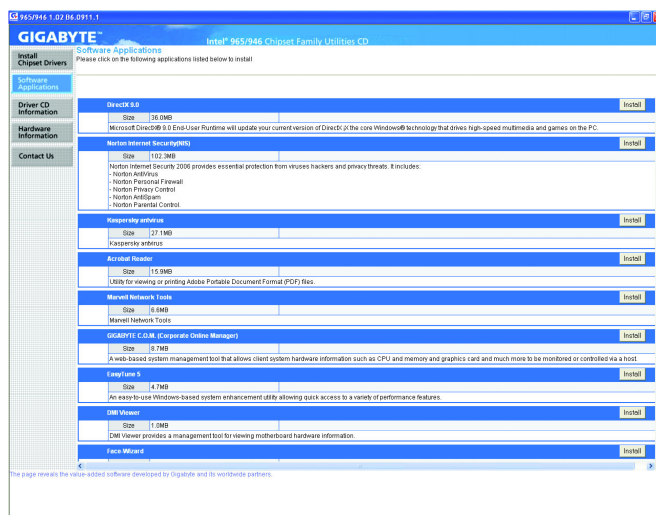 965/946 1.02 B6.0911.1
GIGABYTE™
Intel® 965/946 Chipset Family Utilities CD
Install
Chipset Drivers
Software
Applications
Driver CD
Information
Hardware
Information
Contact Us
Software Applications
Please click on the following applications listed below to install
DirectX 9.0
Install
Size 36.0MB
Microsoft DirectX® 9.0 End-User Runtime will update your current version of DirectX ¡X the core Windows® technology that drives high-speed multimedia and games on the PC.
Norton Internet Security(NIS)
Install
Size 102.3MB
Norton Internet Security 2006 provides essential protection from viruses hackers and privacy threats. It includes:
- Norton AntiVirus
- Norton Personal Firewall
- Norton Privacy Control
- Norton AntiSpam
- Norton Parental Control.
Kaspersky antivirus
Install
Size 27.1MB
Kaspersky antivirus
Acrobat Reader
Install
Size 15.9MB
Utility for viewing or printing Adobe Portable Document Format (PDF) files.
Marvell Network Tools
Install
Size 6.6MB
Marvell Network Tools
GIGABYTE C.O.M. (Corporate Online Manager)
Install
Size 8.7MB
A web-based system management tool that allows client system hardware information such as CPU and memory and graphics card and much more to be monitored or controlled via a host.
EasyTune 5
Install
Size 4.7MB
An easy-to-use Windows-based system enhancement utility allowing quick access to a variety of performance features.
DMI Viewer
Install
Size 1.0MB
DMI Viewer provides a management tool for viewing motherboard hardware information.
Face Wizard
Install
The page reveals the value-added software developed by Gigabyte and its worldwide partners.